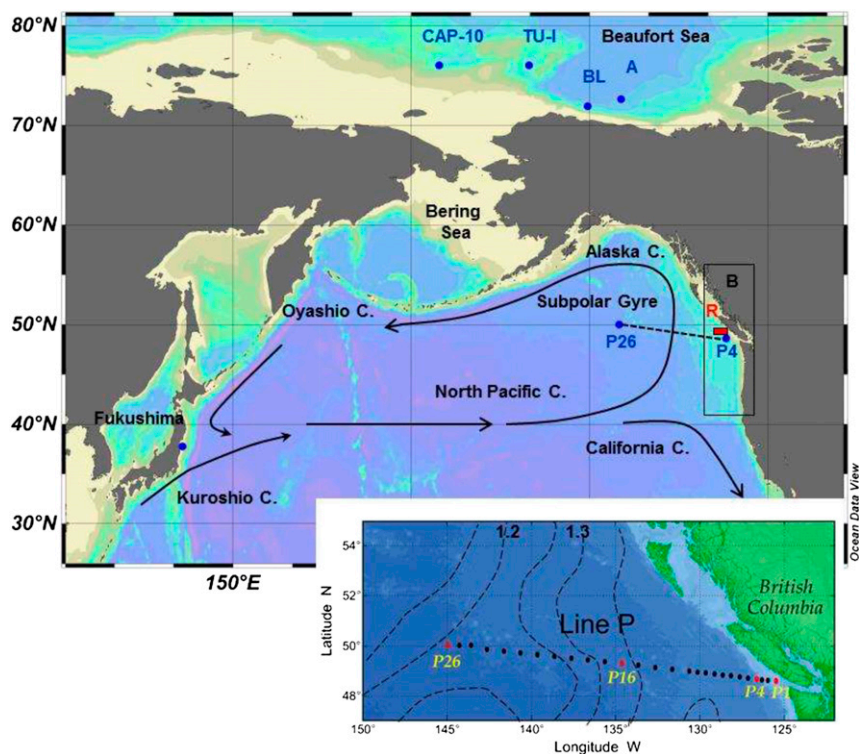 80°N
CAP-10
TU-I
Beaufort Sea
BL
A
70°N
60°N
Bering
Sea
Alaska C.
B
Oyashio C.
Subpolar Gyre
R
50°N
P26
P4
North Pacific C.
40°N
Fukushima
California C.
Kuroshio C.
30°N
Ocean Data View
150°E
54°
52°
50°
48°
Latitude N
1.2
1.3
British
Columbia
Line P
P26
P16
P4
P1
150°
145°
140°
135°
130°
125°
Longitude W